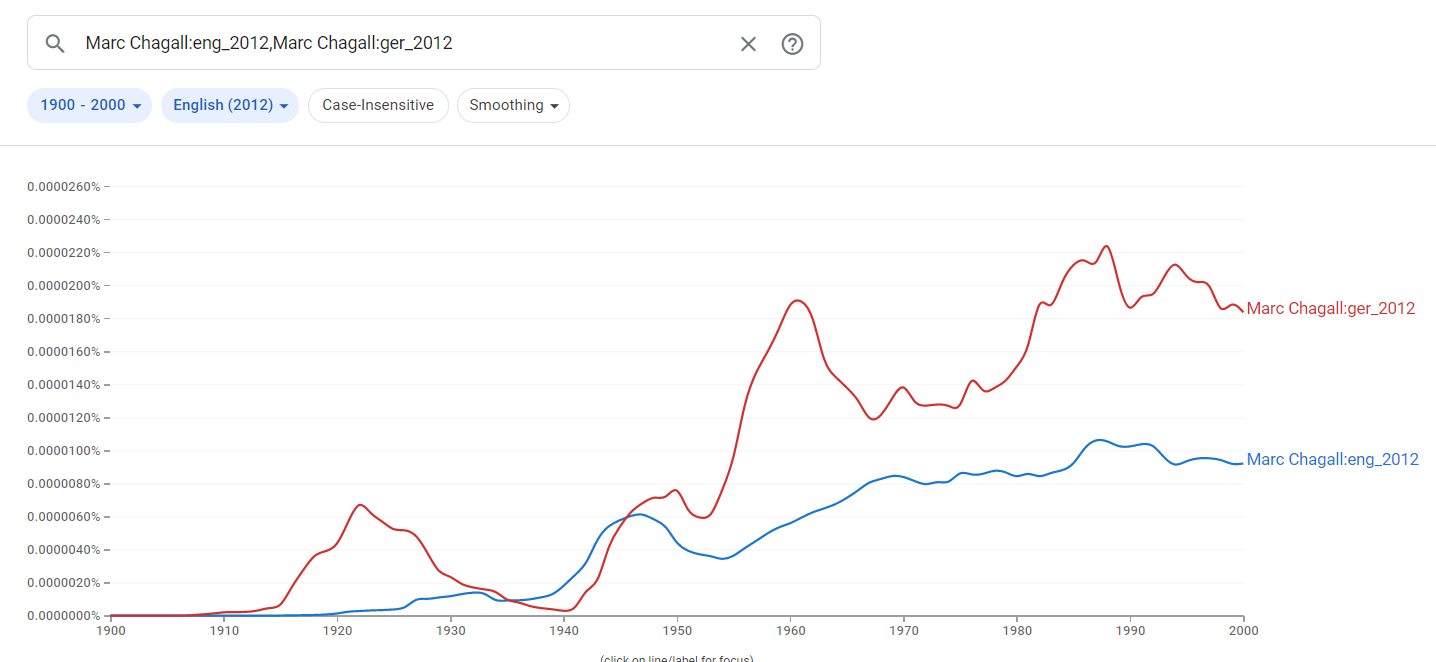 Marc Chagall:eng_2012,Marc Chagall:ger_2012
1900 - 2000 English (2012) Case-Insensitive Smoothing
0.0000260%
0.0000240%
0.0000220%
0.0000200%
0.0000180%
0.0000160%
0.0000140%
0.0000120%
0.0000100%
0.0000080%
0.0000060%
0.0000040%
0.0000020%
0.0000000%
Marc Chagall:ger_2012
Marc Chagall:eng_2012
1900 1910 1920 1930 1940 1950 1960 1970 1980 1990 2000
(click on line/label for focus)